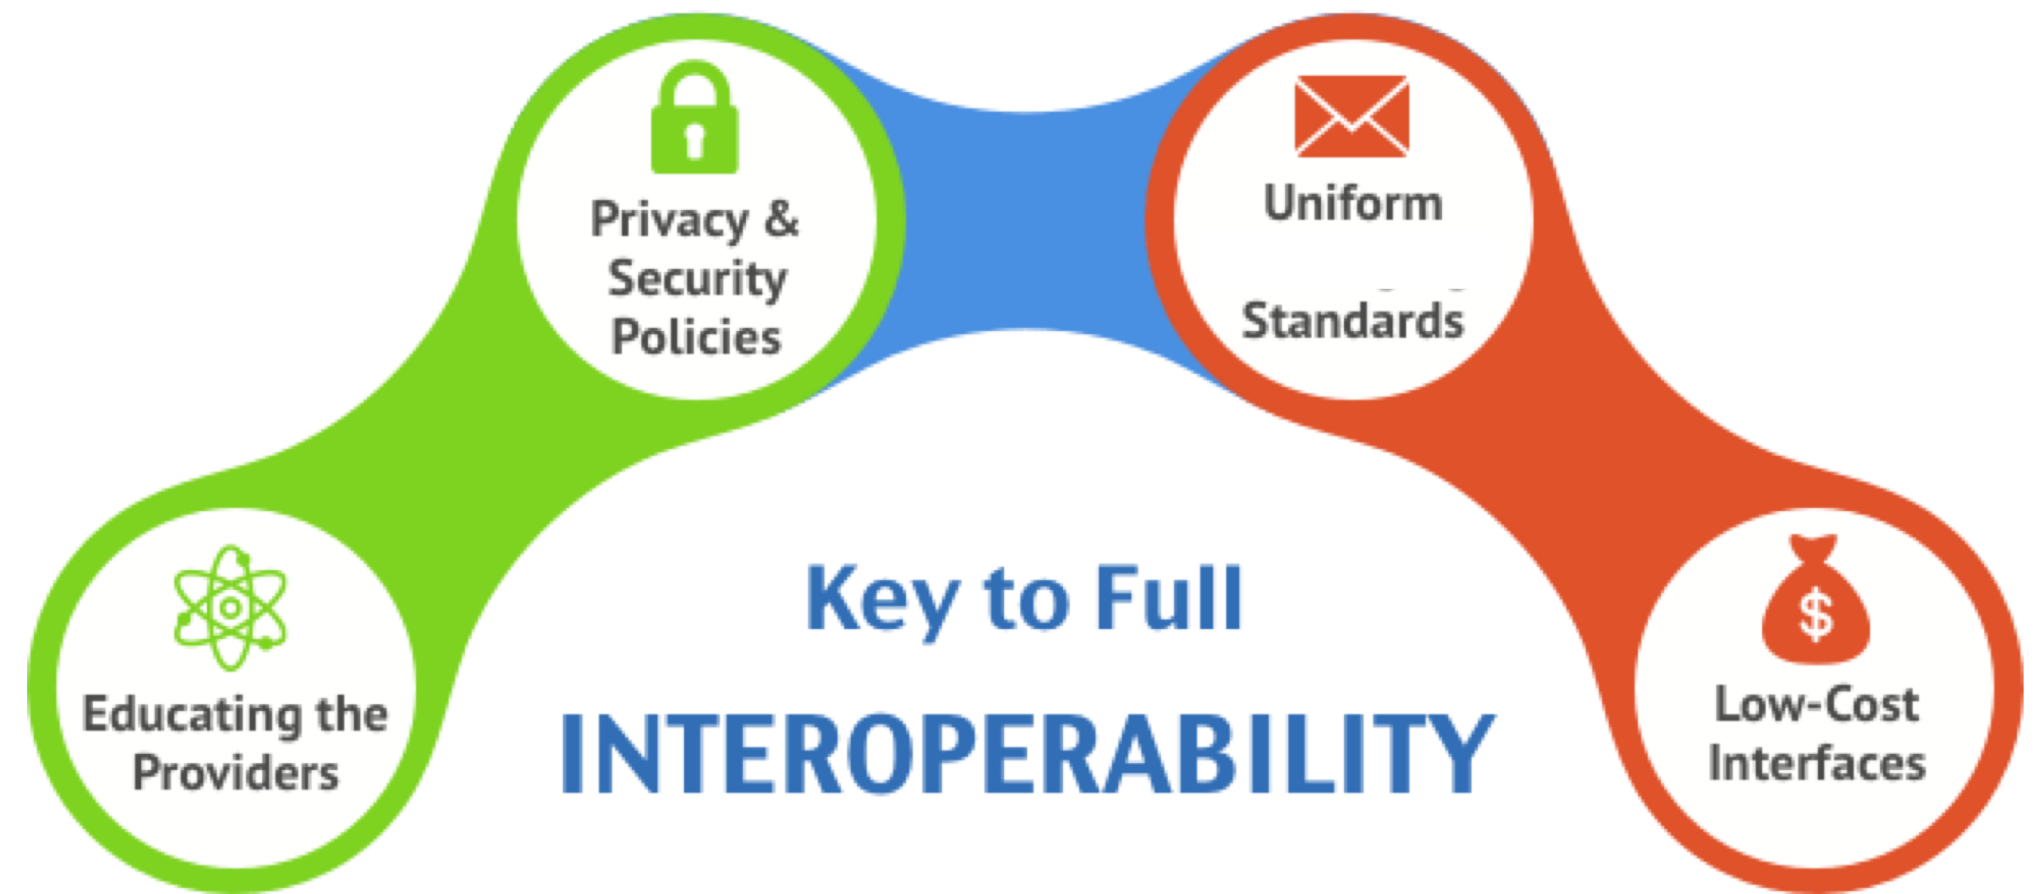 Privacy &
Security
Policies
Uniform
Standards
Educating the
Providers
Key to Full
INTEROPERABILITY
$
Low-Cost
Interfaces